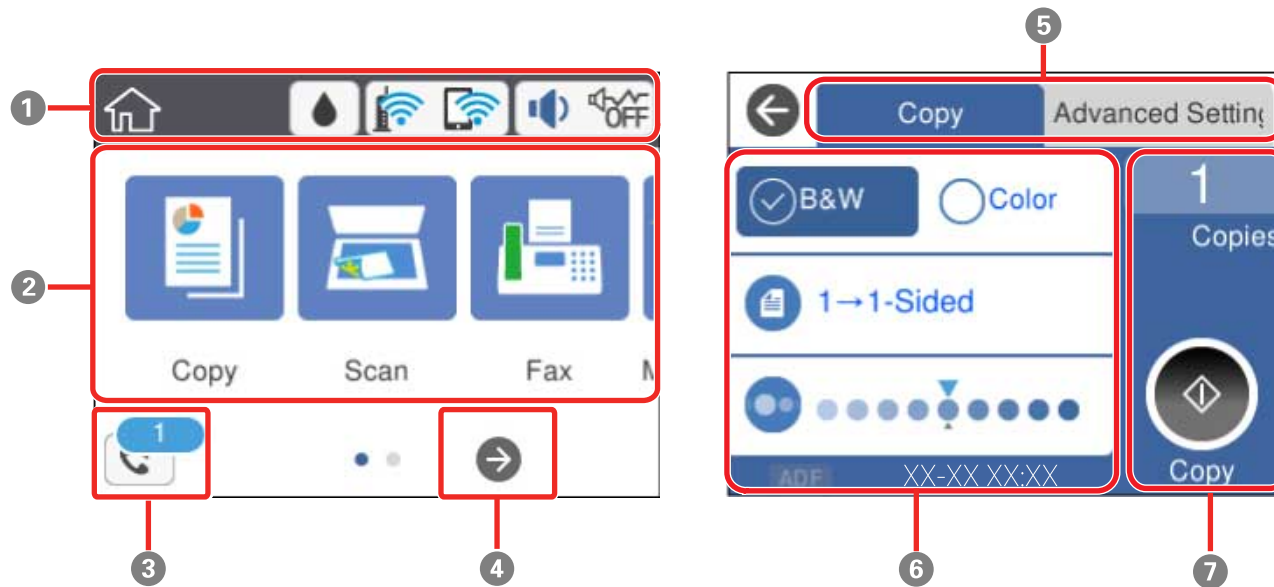 5
1
OFF
Copy
Advanced Setting
B&W
Color
1
Copies
2
1→1-Sided
Copy
Scan
Fax
M
1
ADF
XX-XX XX:XX
Copy
3
4
6
7